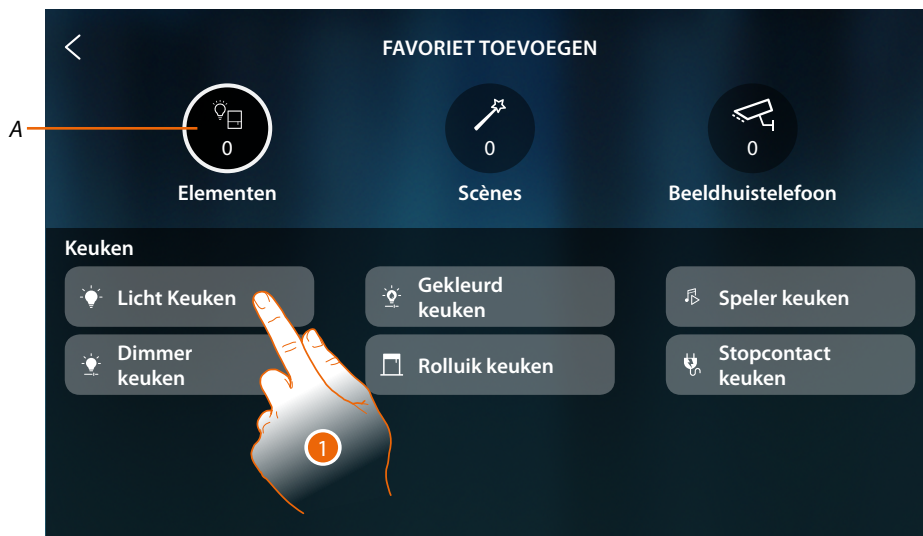 FAVORIET TOEVOEGEN
A
0
0
0
Elementen
Scènes
Beeldhuistelefoon
Keuken
Licht Keuken
Gekleurd
keuken
Speler keuken
Dimmer
keuken
Rolluik keuken
Stopcontact
keuken
1